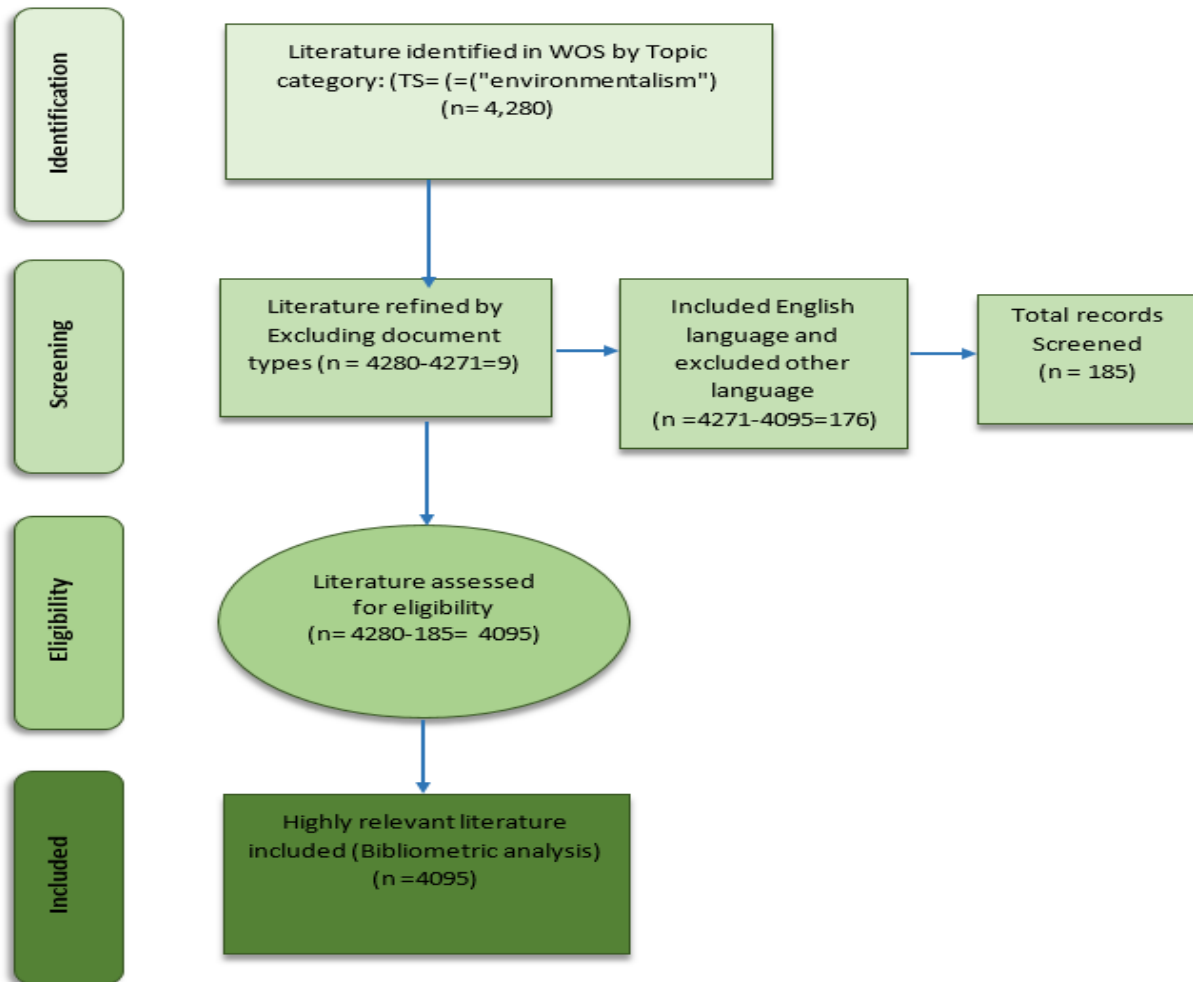 Identification
Literature identified in WOS by Topic
category: (TS= (=("environmentalism")
(n= 4,280)
Screening
Literature refined by
Excluding document
types (n = 4280-4271=9)
Included English
language and
excluded other
language
(n =4271-4095=176)
Total records
Screened
(n = 185)
Eligibility
Literature assessed
for eligibility
(n= 4280-185= 4095)
Included
Highly relevant literature
included (Bibliometric analysis)
(n =4095)